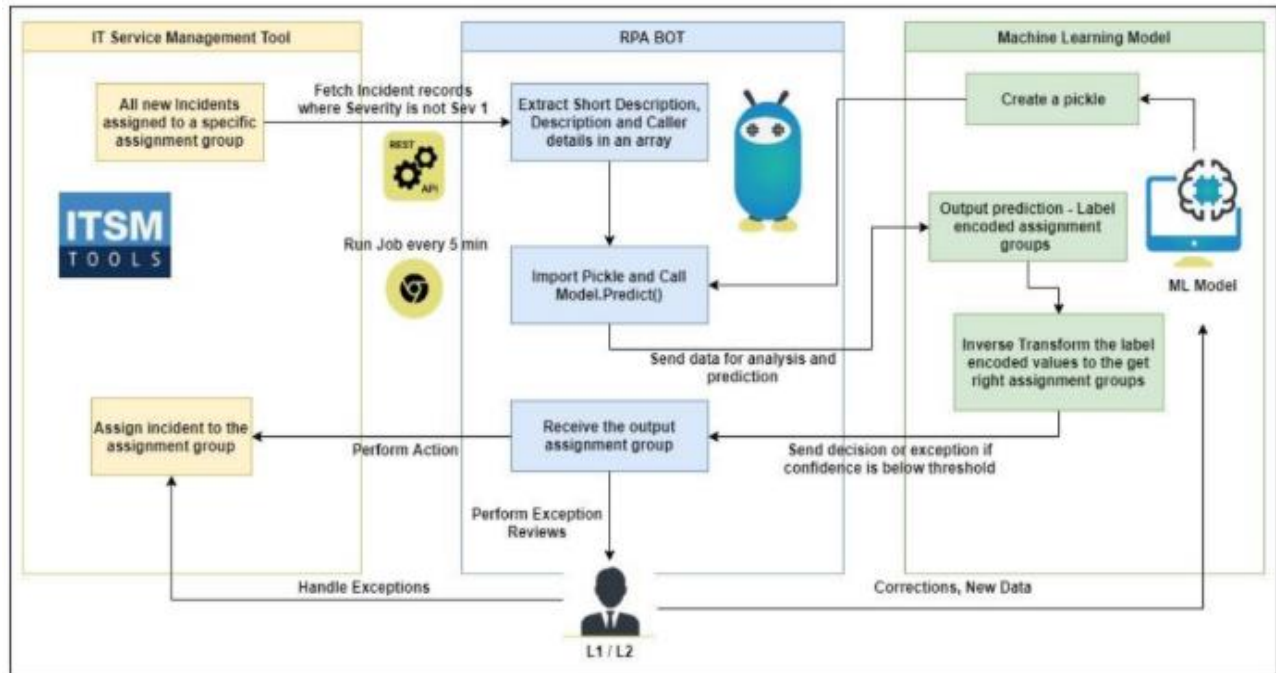 IT Service Management Tool
RPA BOT
Machine Learning Model
All new Incidents
assigned to a specific
assignment group
Fetch Incident records
where Severity is not Sev 1
REST
API
Run Job every 5 min
ITSM
TOOLS
Extract Short Description,
Description and Caller
details in an array
Create a pickle
Import Pickle and Call
Model.Predict()
Output prediction - Label
encoded assignment
groups
ML Model
Send data for analysis and
prediction
Inverse Transform the label
encoded values to the get
right assignment groups
Assign incident to the
assignment group
Perform Action
Receive the output
assignment group
Send decision or exception if
confidence is below threshold
Perform Exception
Reviews
Handle Exceptions
Corrections, New Data
L1 / L2